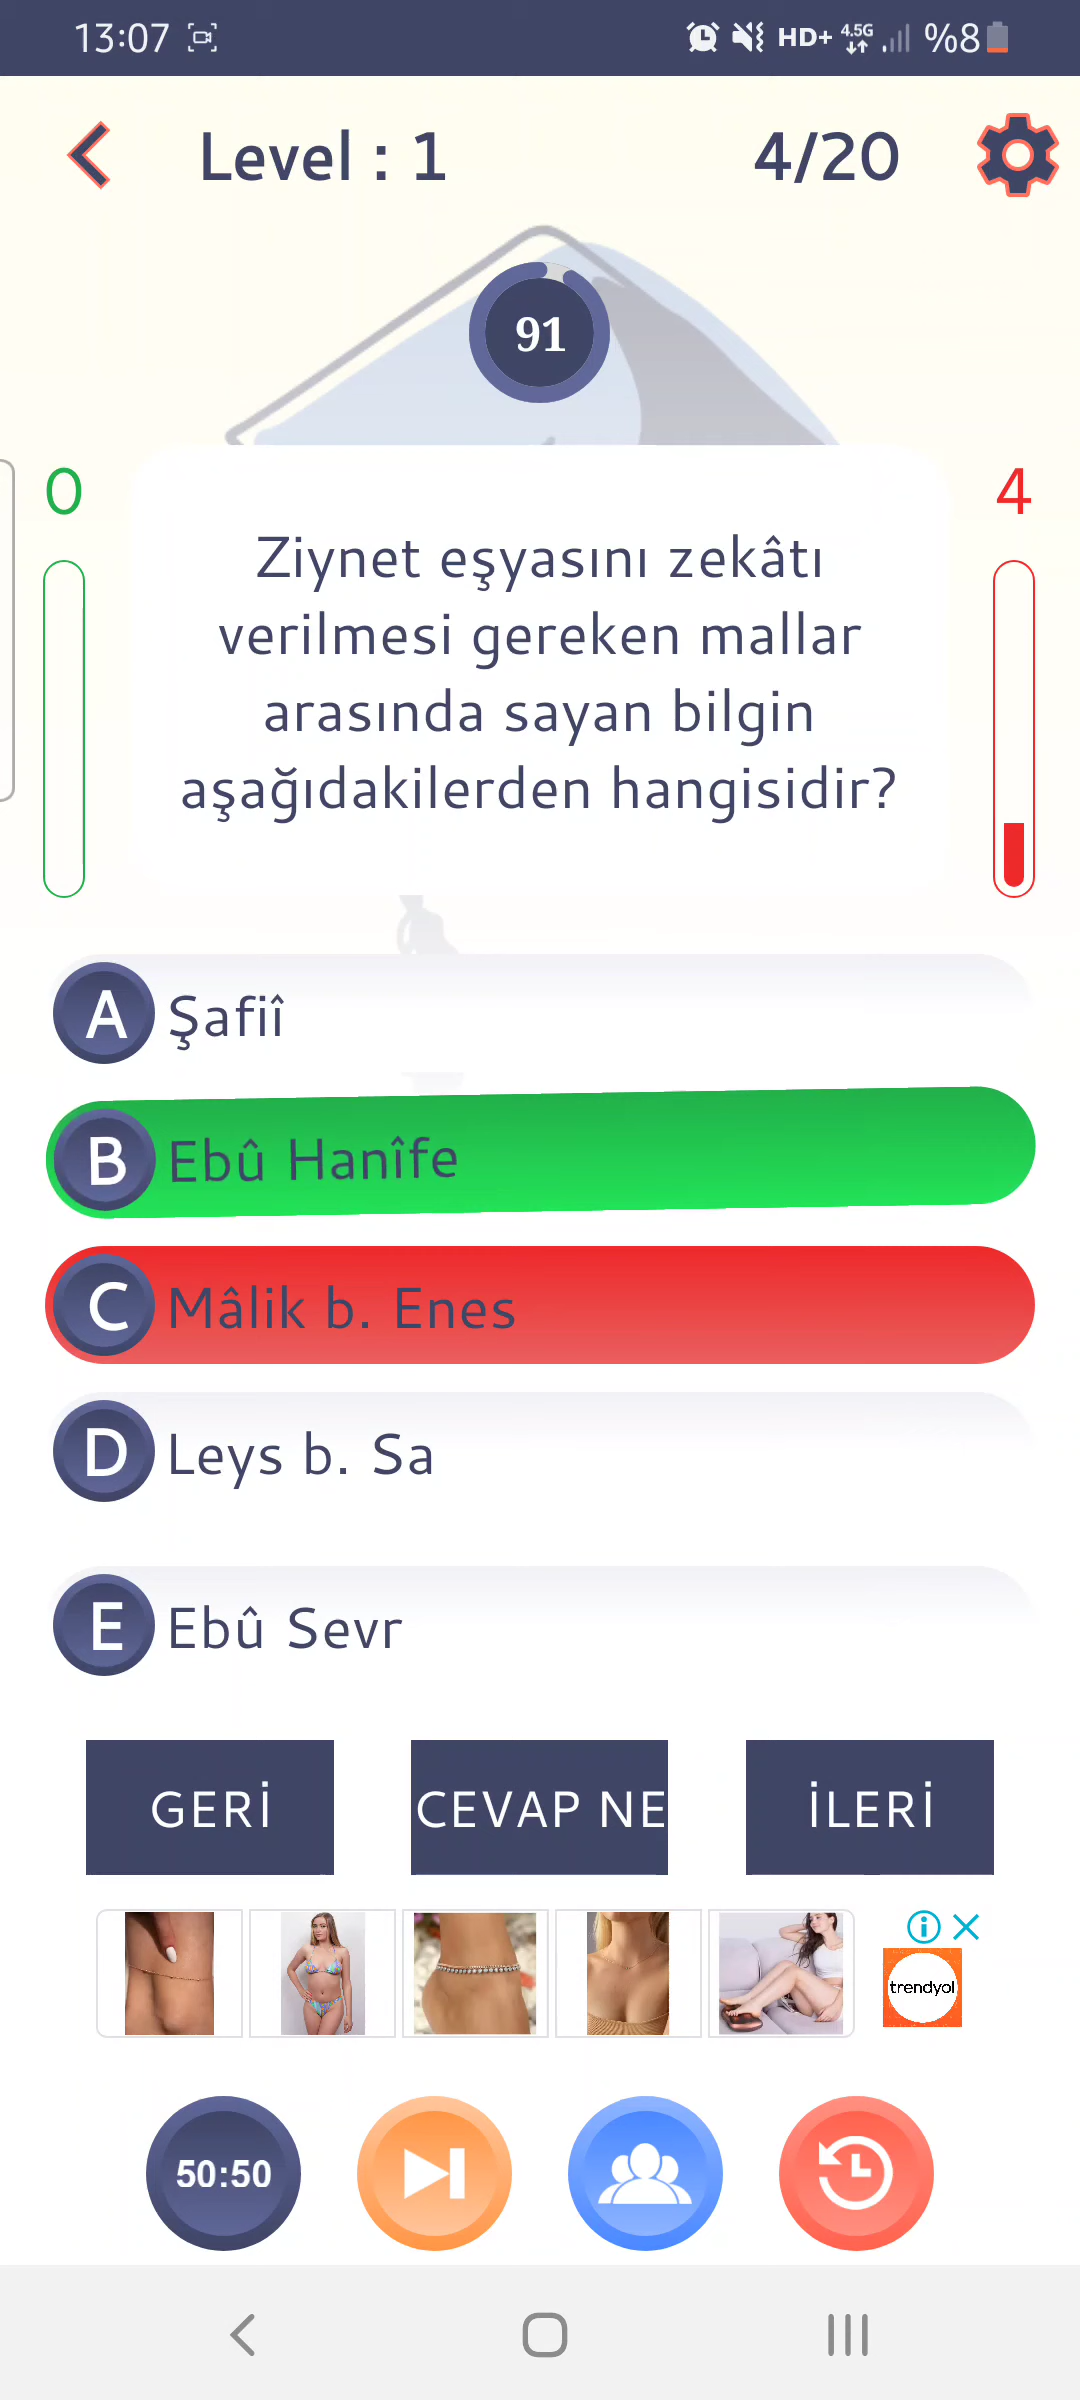 13:07 HD+ 4.5G %8
Level : 1 4/20
91
0 4
Ziynet eşyasını zekâtı
verilmesi gereken mallar
arasında sayan bilgin
aşağıdakilerden hangisidir?
A Şafiî
B Ebû Hanîfe
C Mâlik b. Enes
D Leys b. Sa
E Ebû Sevr
GERİ CEVAP NE İLERİ
trendyol
50:50